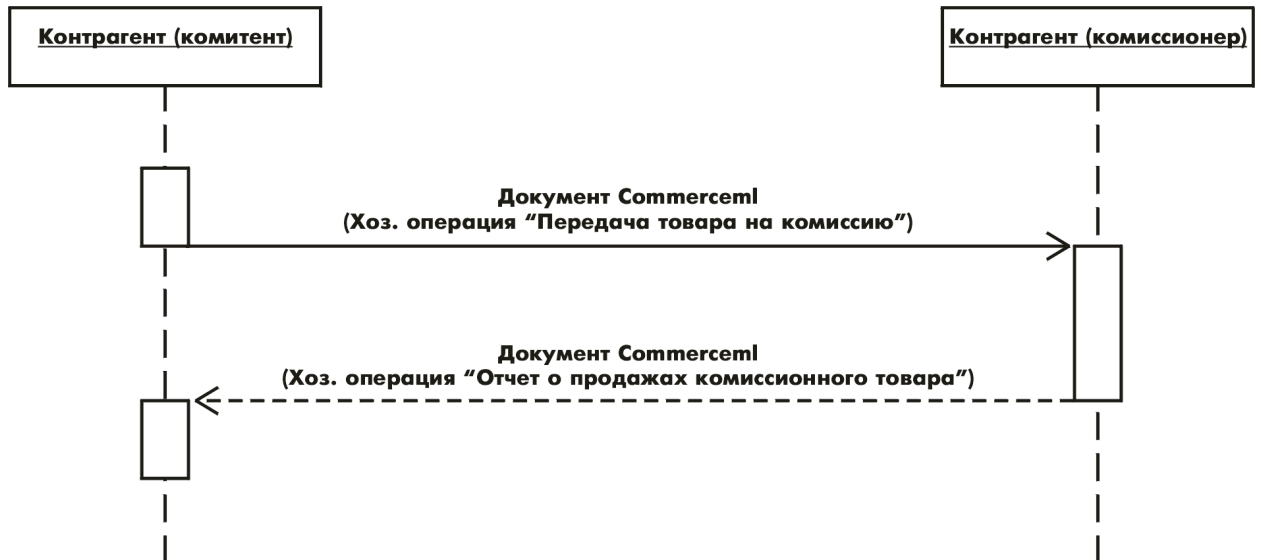 Контрагент (комитент)
Контрагент (комиссионер)
Документ Commerceml
(Хоз. операция “Передача товара на комиссию”)
Документ Commerceml
(Хоз. операция “Отчет о продажах комиссионного товара”)